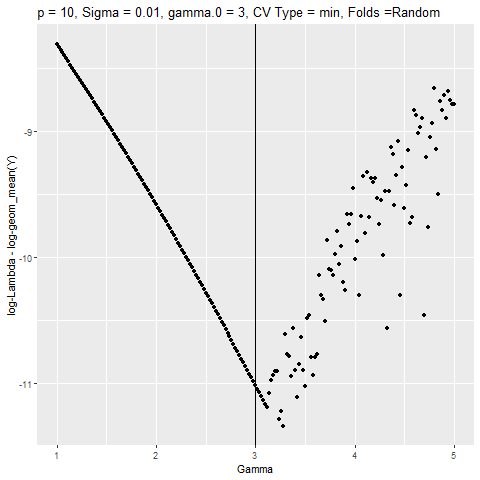 p = 10, Sigma = 0.01, gamma.0 = 3, CV Type = min, Folds =Random
log-Lambda - log-geom_mean(Y)
-9
-10
-11
1 2 3 4 5
Gamma